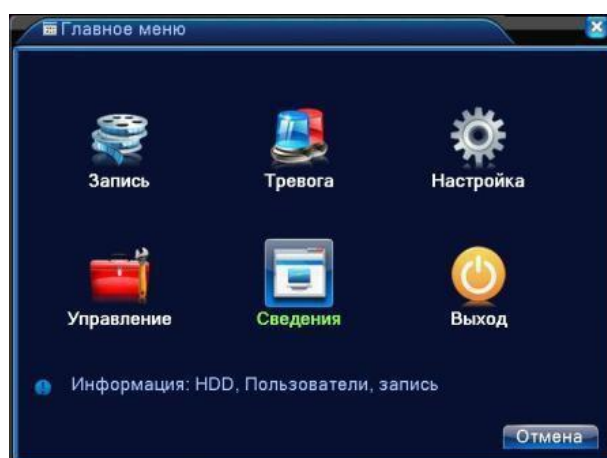 Главное меню
Запись
Тревога
Настройка
Управление
Сведения
Выход
Информация: HDD, Пользователи, запись
Отмена